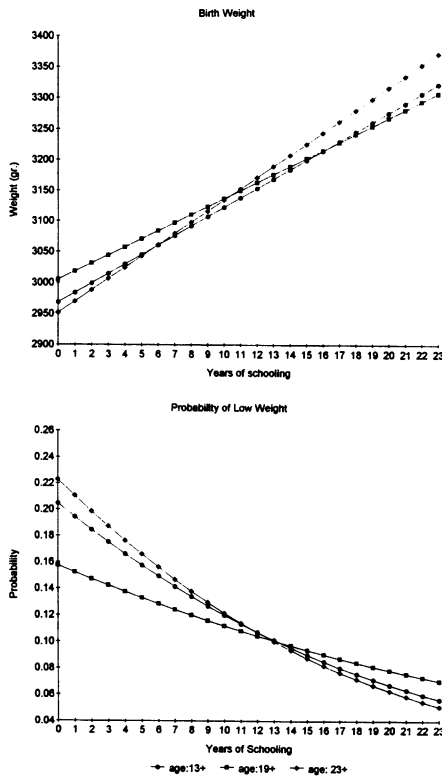 Birth Weight
3400
3350
3300
3250
3200
3150
3100
3050
3000
2950
2900
Weight (gr.)
0 1 2 3 4 5 6 7 8 9 10 11 12 13 14 15 16 17 18 19 20 21 22 23
Years of schooling
Probability of Low Weight
0.26
0.24
0.22
0.20
0.18
0.16
0.14
0.12
0.10
0.08
0.06
0.04
Probability
0 1 2 3 4 5 6 7 8 9 10 11 12 13 14 15 16 17 18 19 20 21 22 23
Years of Schooling
age:13+ age:19+ age: 23+